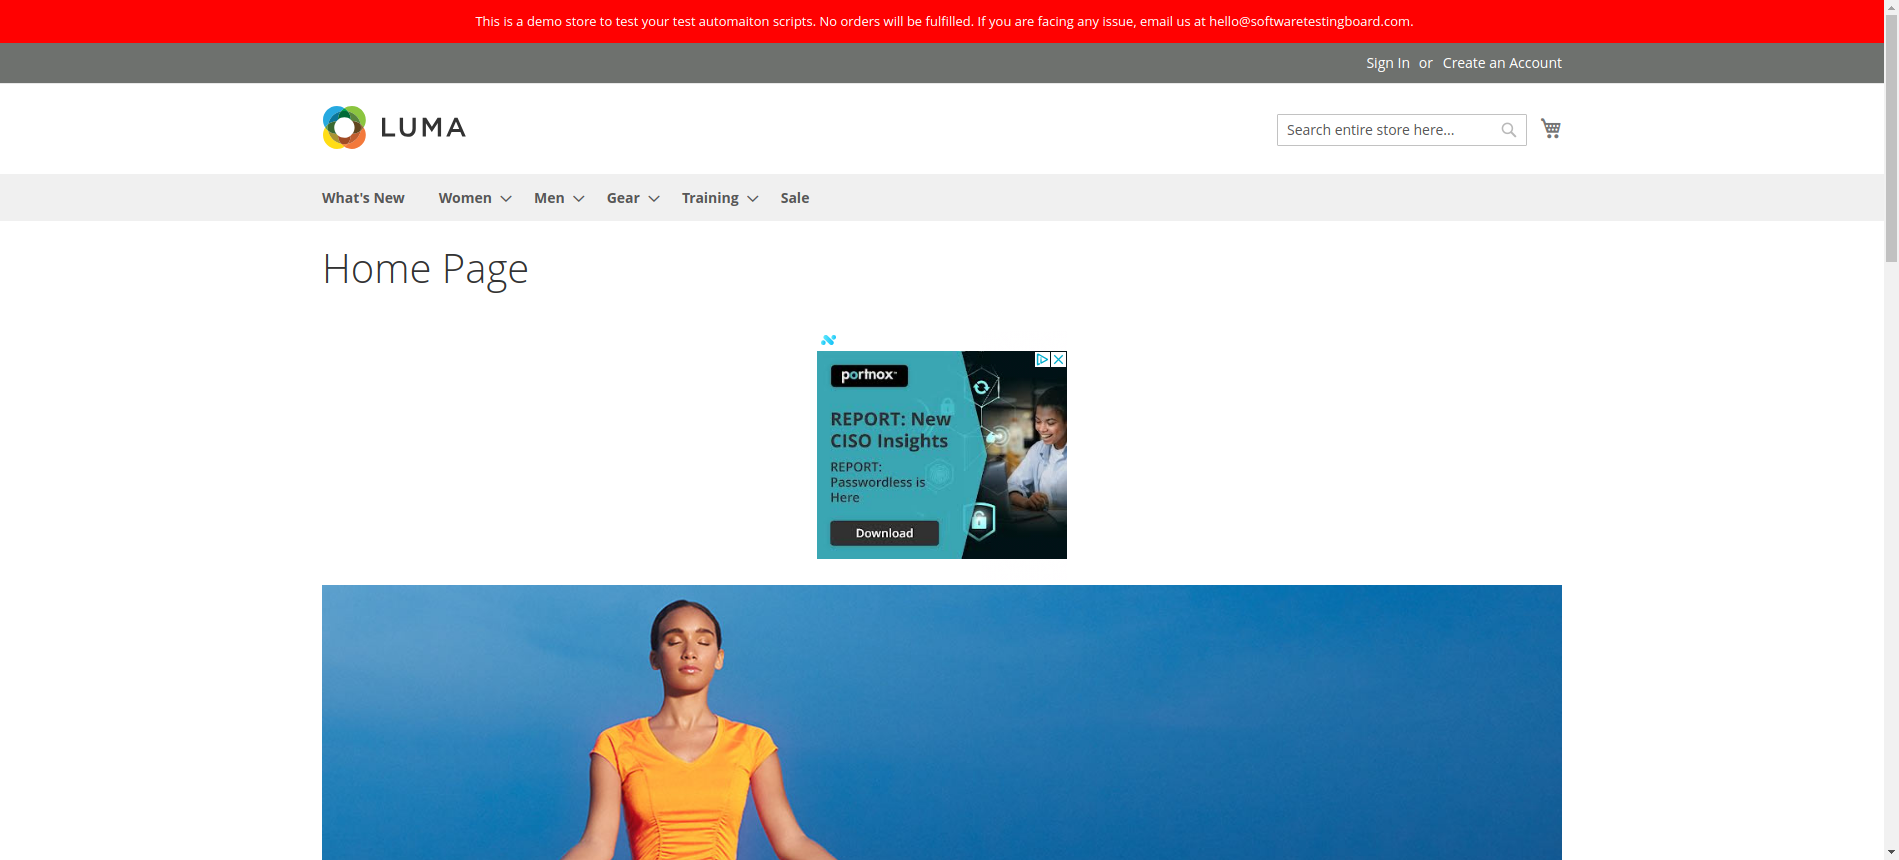 This is a demo store to test your test automaiton scripts. No orders will be fulfilled. If you are facing any issue, email us at hello@softwaretestingboard.com.
Sign In or Create an Account
LUMA
Search entire store here...
What's New Women Men Gear Training Sale
Home Page
portnox
REPORT: New
CISO Insights
REPORT:
Passwordless is
Here
Download